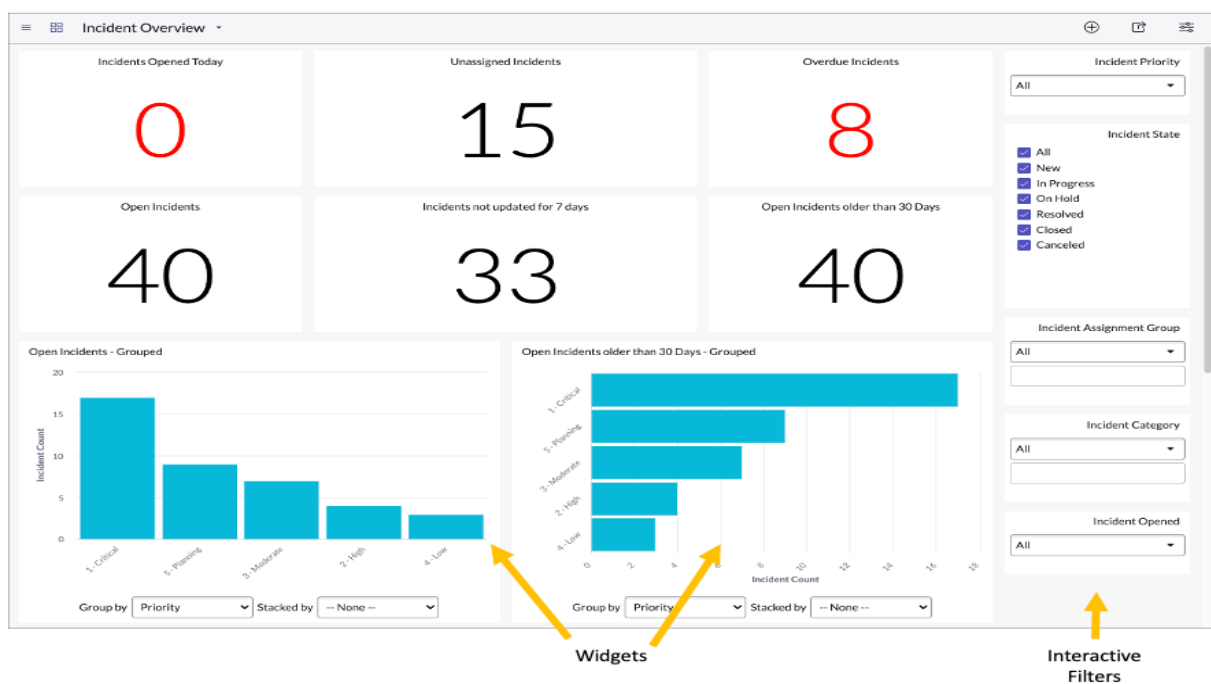 Incident Overview
Incidents Opened Today
0
Unassigned Incidents
15
Overdue Incidents
8
Open Incidents
40
Incidents not updated for 7 days
33
Open Incidents older than 30 Days
40
Incident Priority
All
Incident State
All
New
In Progress
On Hold
Resolved
Closed
Canceled
Incident Assignment Group
All
Incident Category
All
Incident Opened
All
Open Incidents - Grouped
Incident Count
20
15
10
5
0
1 - Critical
5 - Planning
3 - Moderate
2 - High
4 - Low
Group by Priority Stacked by -- None --
Open Incidents older than 30 Days - Grouped
1 - Critical
5 - Planning
3 - Moderate
2 - High
4 - Low
0 2 4 6 8 10 12 14 16 18
Incident Count
Group by Priority Stacked by -- None --
Widgets
Interactive
Filters